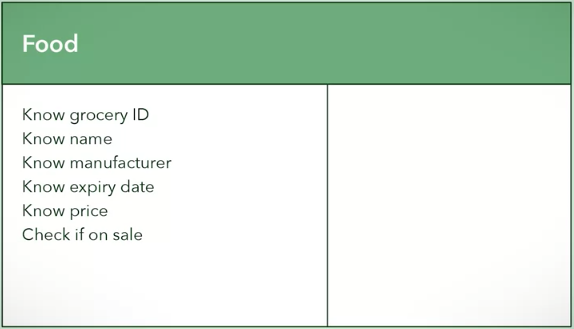 Food
Know grocery ID
Know name
Know manufacturer
Know expiry date
Know price
Check if on sale